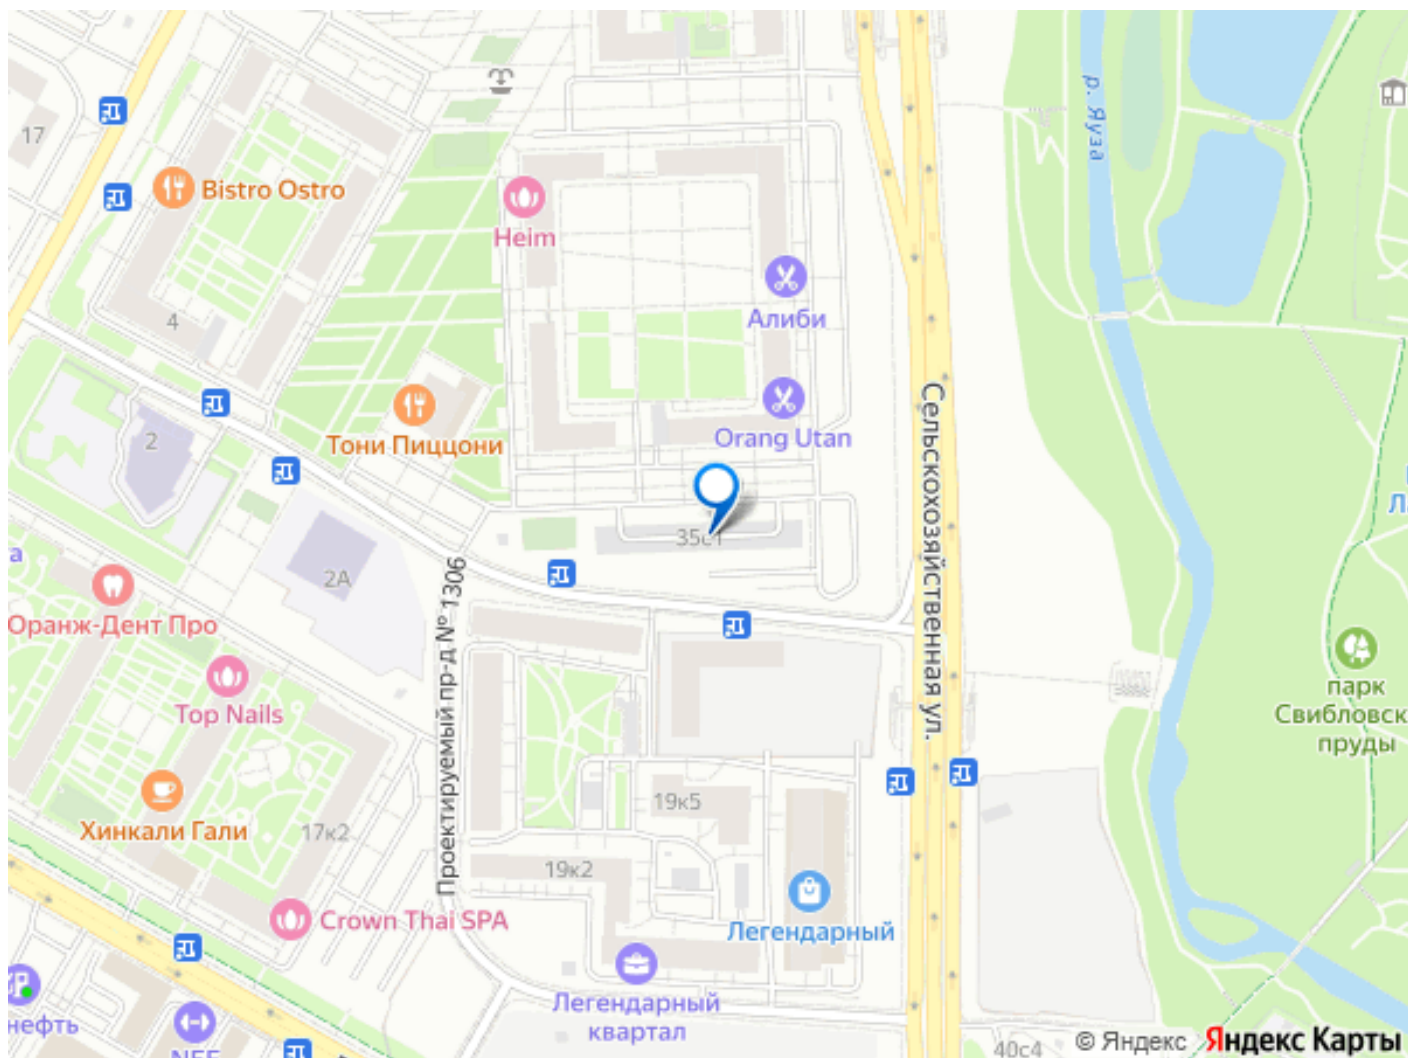 17
р. Яуза
Bistro Ostro
Heim
Алиби
4
Сельскохозяйственная ул.
Тони Пиццони
Orang Utan
2
35с1
2А
Проектируемый пр-д № 1306
а
Оранж-Дент Про
Top Nails
парк
Свибловск
пруды
Хинкали Гали
17к2
19к5
19к2
Crown Thai SPA
Легендарный
Легендарный
квартал
нефть
40с4
© Яндекс Яндекс Карты